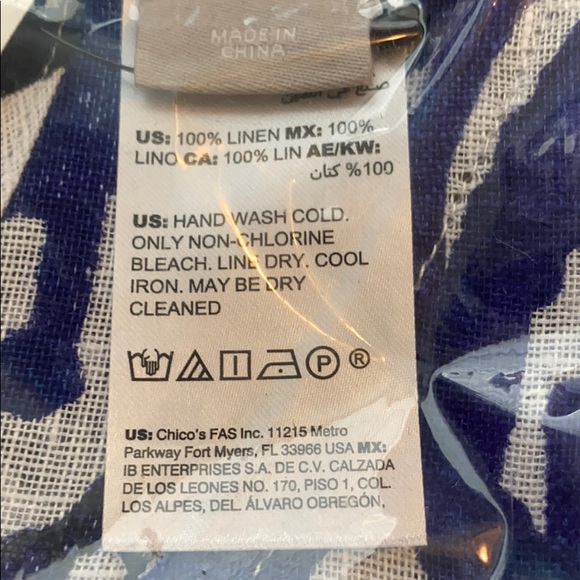 MADE IN
CHINA
صنع في الصين
US: 100% LINEN MX: 100%
LINO CA: 100% LIN AE/KW:
100% كتان
US: HAND WASH COLD.
ONLY NON-CHLORINE
BLEACH. LINE DRY. COOL
IRON. MAY BE DRY
CLEANED
P ®
US: Chico's FAS Inc. 11215 Metro
Parkway Fort Myers, FL 33966 USA MX:
IB ENTERPRISES S.A. DE C.V. CALZADA
DE LOS LEONES NO. 170, PISO 1, COL.
LOS ALPES, DEL. ÁLVARO OBREGÓN,